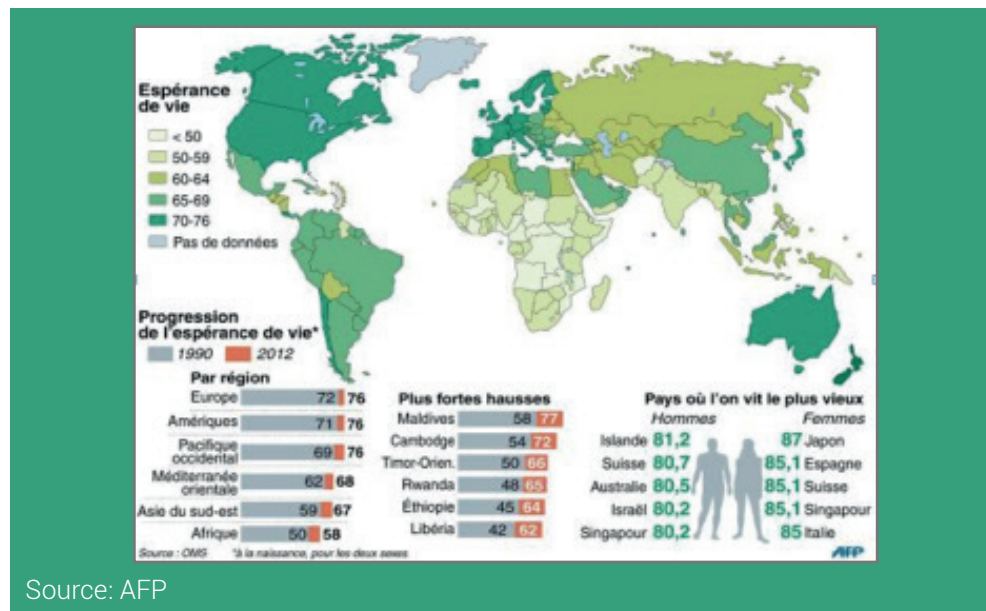 Espérance
de vie
< 50
50-59
60-64
65-69
70-76
Pas de données
Progression
de l'espérance de vie*
1990 2012
Par région
Europe 72 76
Amériques 71 76
Pacifique
occidental 69 76
Méditerranée
orientale 62 68
Asie du sud-est 59 67
Afrique 50 58
Plus fortes hausses
Maldives 58 77
Cambodge 54 72
Timor-Orien. 50 66
Rwanda 48 65
Éthiopie 45 64
Libéria 42 62
Pays où l'on vit le plus vieux
Hommes Femmes
Islande 81,2 87 Japon
Suisse 80,7 85,1 Espagne
Australie 80,5 85,1 Suisse
Israël 80,2 85,1 Singapour
Singapour 80,2 85 Italie
Source : OMS *à la naissance, pour les deux sexes
AFP
Source: AFP